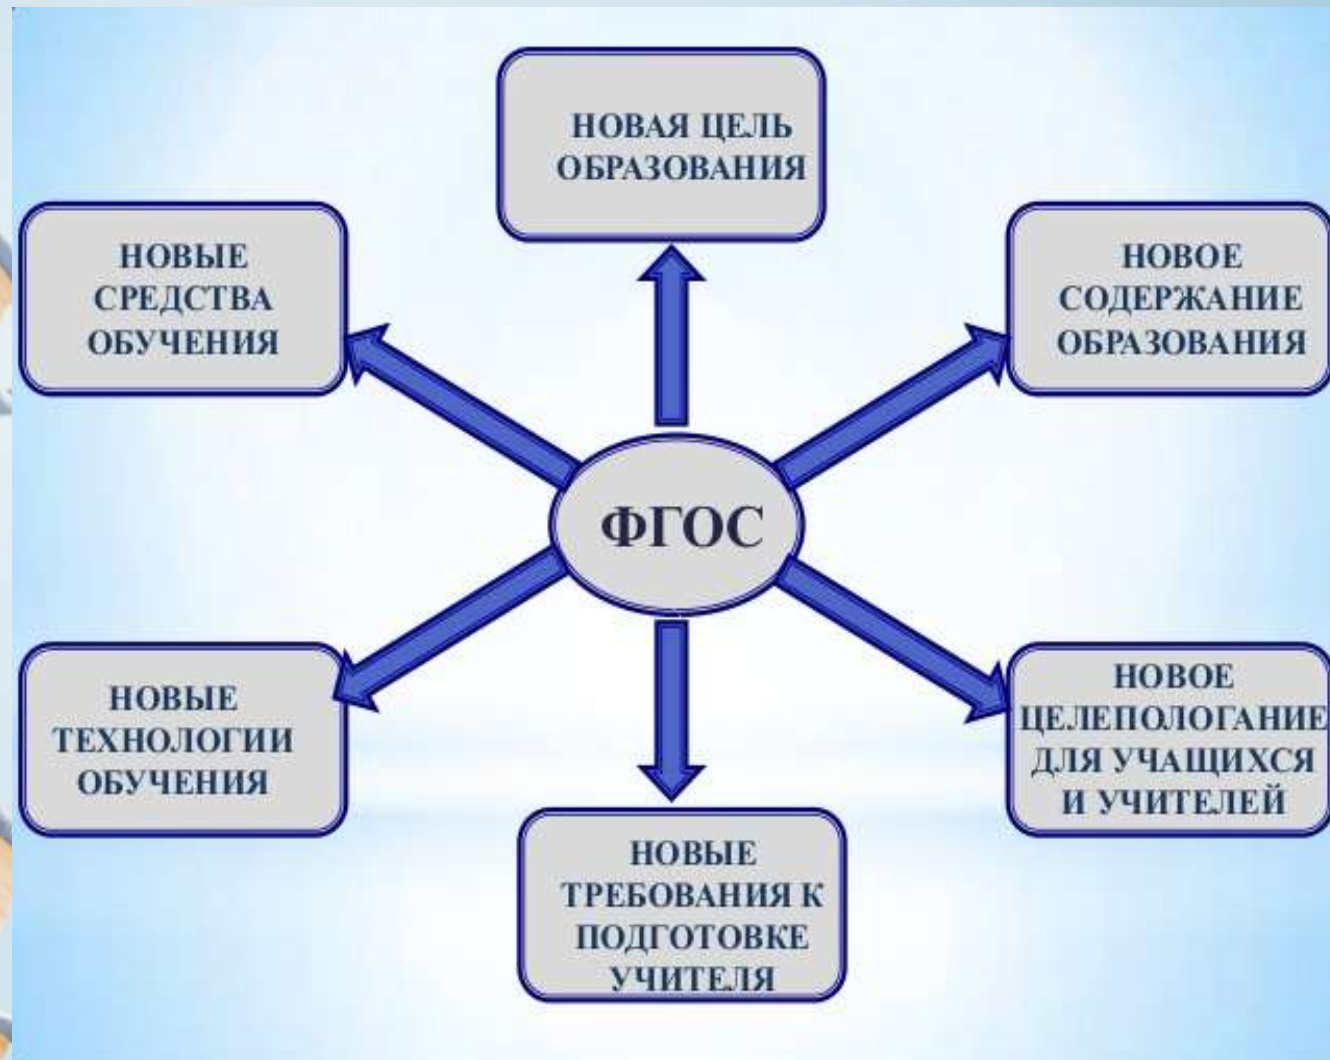 НОВАЯ ЦЕЛЬ
ОБРАЗОВАНИЯ
НОВЫЕ
СРЕДСТВА
ОБУЧЕНИЯ
НОВОЕ
СОДЕРЖАНИЕ
ОБРАЗОВАНИЯ
ФГОС
НОВЫЕ
ТЕХНОЛОГИИ
ОБУЧЕНИЯ
НОВОЕ
ЦЕЛЕПОЛОГАНИЕ
ДЛЯ УЧАЩИХСЯ
И УЧИТЕЛЕЙ
НОВЫЕ
ТРЕБОВАНИЯ К
ПОДГОТОВКЕ
УЧИТЕЛЯ